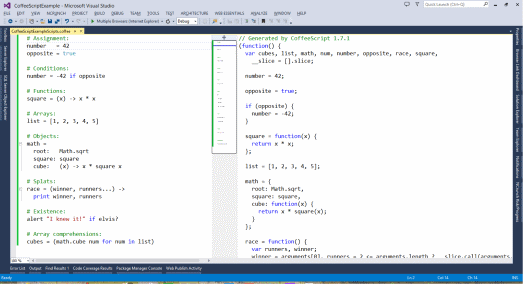 CoffeeScriptExample - Microsoft Visual Studio
Quick Launch (Ctrl+Q)
EDIT VIEW NCRUNCH PROJECT BUILD DEBUG TEAM TOOLS TEST ARCHITECTURE WEB ESSENTIALS ANALYZE WINDOW HELP
Multiple Browsers (Internet Explorer) Debug
CoffeeScriptExampleScripts.coffee
# Assignment:
number = 42
opposite = true
# Conditions:
number = -42 if opposite
# Functions:
square = (x) -> x * x
# Arrays:
list = [1, 2, 3, 4, 5]
# Objects:
math =
root: Math.sqrt
square: square
cube: (x) -> x * square x
# Splats:
race = (winner, runners...) ->
print winner, runners
# Existence:
alert "I knew it!" if elvis?
# Array comprehensions:
cubes = (math.cube num for num in list)
// Generated by CoffeeScript 1.7.1
(function() {
var cubes, list, math, num, number, opposite, race, square,
__slice = [].slice;
number = 42;
opposite = true;
if (opposite) {
number = -42;
}
square = function(x) {
return x * x;
};
list = [1, 2, 3, 4, 5];
math = {
root: Math.sqrt,
square: square,
cube: function(x) {
return x * square(x);
}
};
race = function() {
var runners, winner;
winner = arguments[0], runners = 2 <= arguments.length ? __slice.call(arguments
100 %
Error List Output Find Results 1 Code Coverage Results Package Manager Console Web Publish Activity
Ready
Ln 2 Col 14 Ch 14 INS